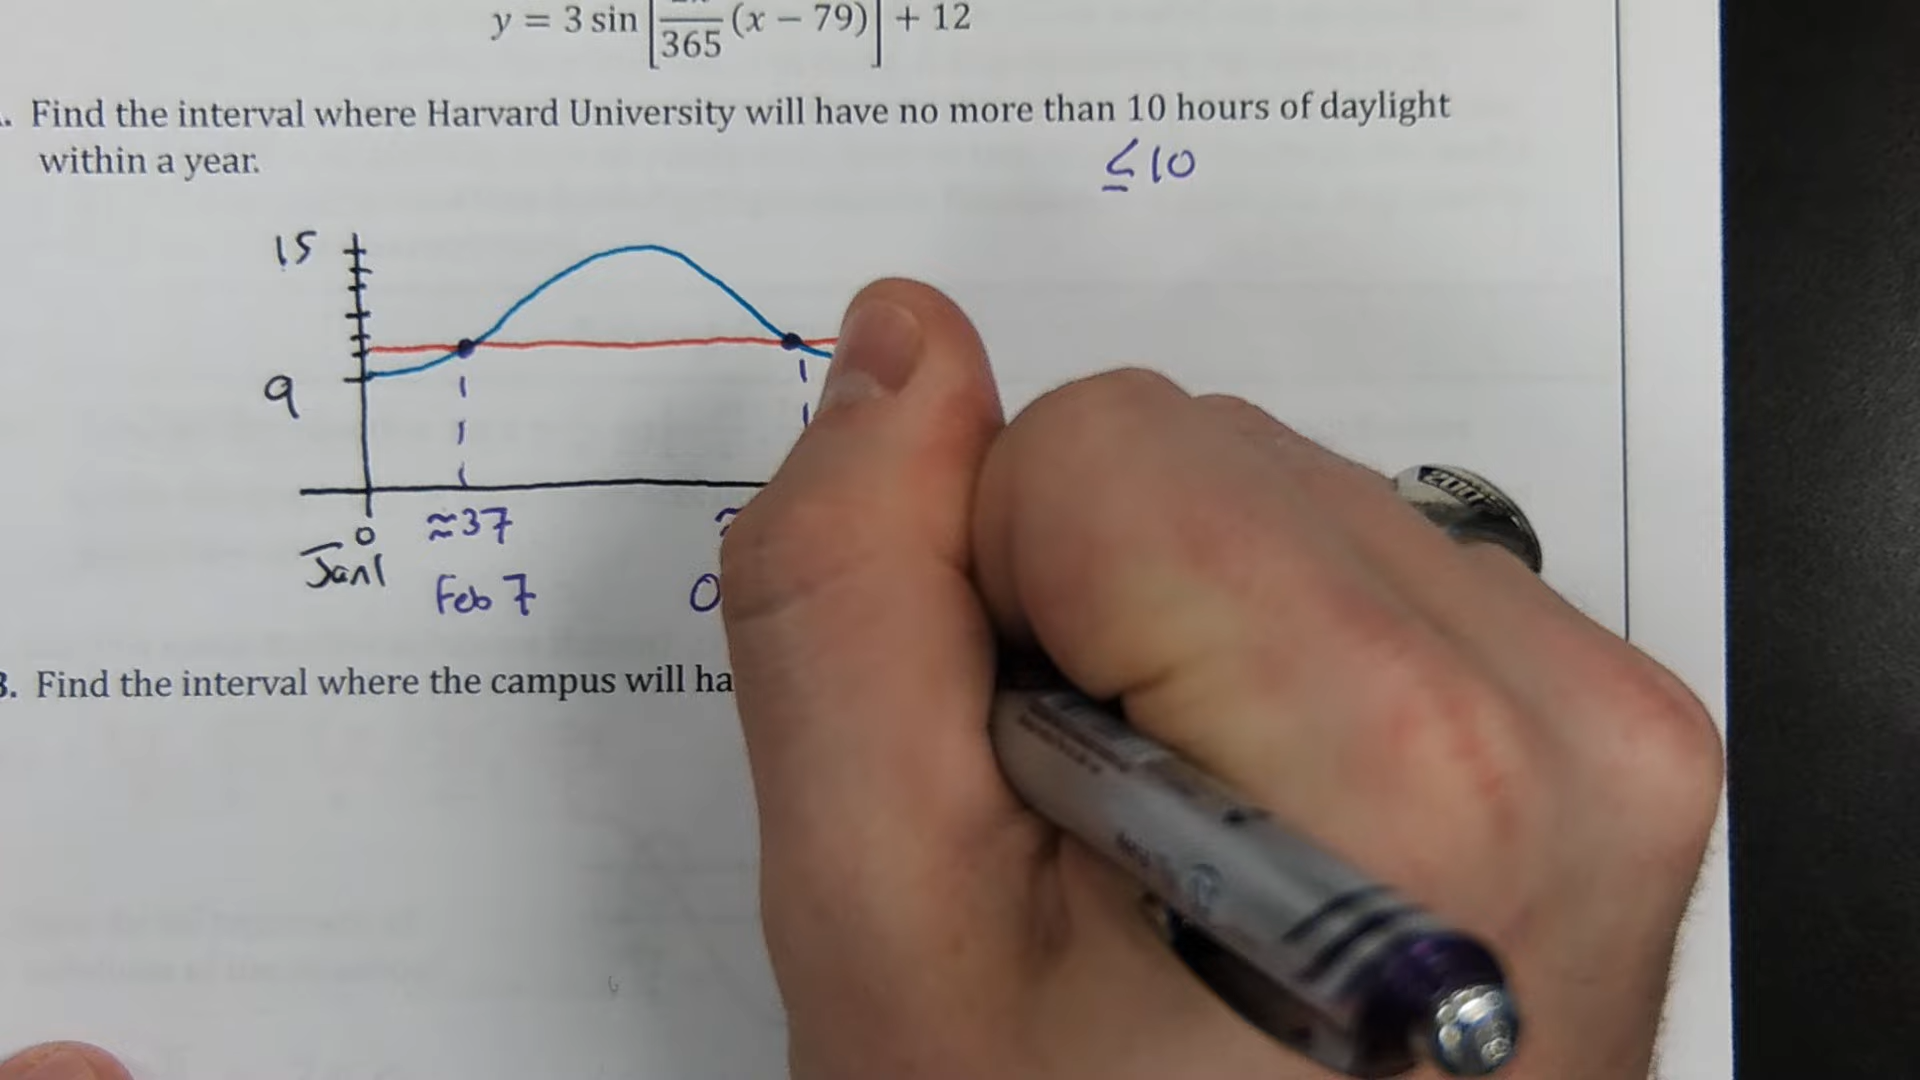 y = 3 sin [ /365 (x − 79)] + 12
. Find the interval where Harvard University will have no more than 10 hours of daylight
within a year.
≤10
15
9
0
Jan1
≈37
Feb 7
3. Find the interval where the campus will ha